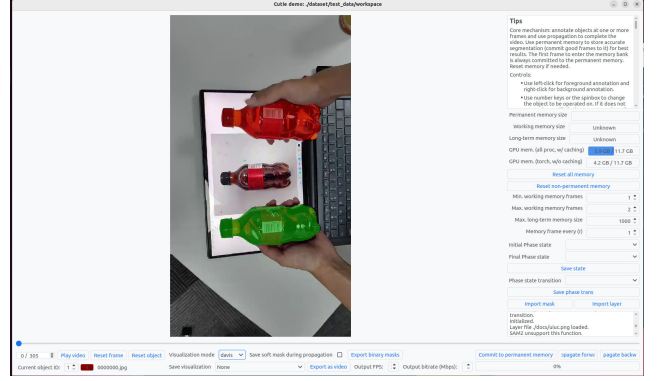 Cutie demo: ./dataset/test_data/workspace
Tips
Core mechanism: annotate objects at one or more
frames and use propagation to complete the
video. Use permanent memory to store accurate
segmentation (commit good frames to it) for best
results. The first frame to enter the memory bank
is always committed to the permanent memory.
Reset memory if needed.
Controls:
• Use left-click for foreground annotation and
right-click for background annotation.
• Use number keys or the spinbox to change
the object to be operated on. If it does not
Permanent memory size
Working memory size Unknown
Long-term memory size Unknown
GPU mem. (all proc, w/ caching) / 11.7 GB
GPU mem. (torch, w/o caching) 4.2 GB / 11.7 GB
Reset all memory
Reset non-permanent memory
Min. working memory frames 1
Max. working memory frames 2
Max. long-term memory size 1000
Memory frame every (r) 1
Initial Phase state
Final Phase state
Save state
Phase state transition
Save phase trans
Import mask Import layer
transition.
Initialized.
Layer file ./docs/uiuc.png loaded.
SAM2 unsupport this function.
0 / 303 Play video Reset frame Reset object Visualization mode davis Save soft mask during propagation Export binary masks Commit to permanent memory pagate forwa pagate backw
Current object ID: 1 0000000.jpg Save visualization None Export as video Output FPS: Output bitrate (Mbps): 0%